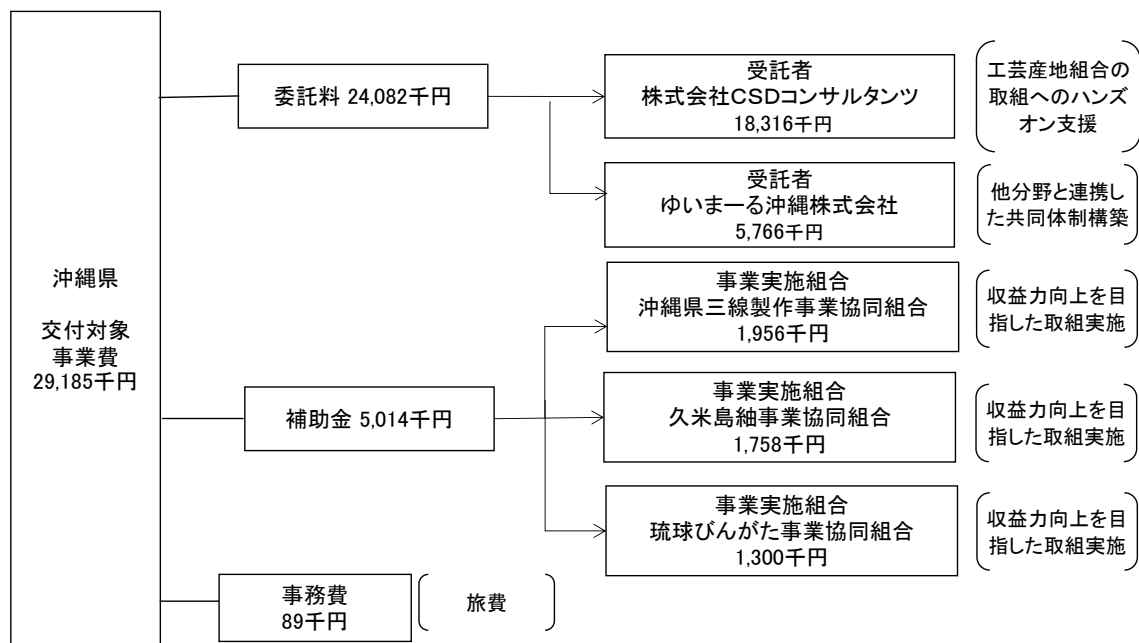 沖縄県
交付対象
事業費
29,185千円
委託料 24,082千円
受託者
株式会社CSDコンサルタンツ
18,316千円
工芸産地組合の
取組へのハンズ
オン支援
受託者
ゆいまーる沖縄株式会社
5,766千円
他分野と連携し
た共同体制構築
補助金 5,014千円
事業実施組合
沖縄県三線製作事業協同組合
1,956千円
収益力向上を目
指した取組実施
事業実施組合
久米島紬事業協同組合
1,758千円
収益力向上を目
指した取組実施
事業実施組合
琉球びんがた事業協同組合
1,300千円
収益力向上を目
指した取組実施
事務費
89千円
旅費